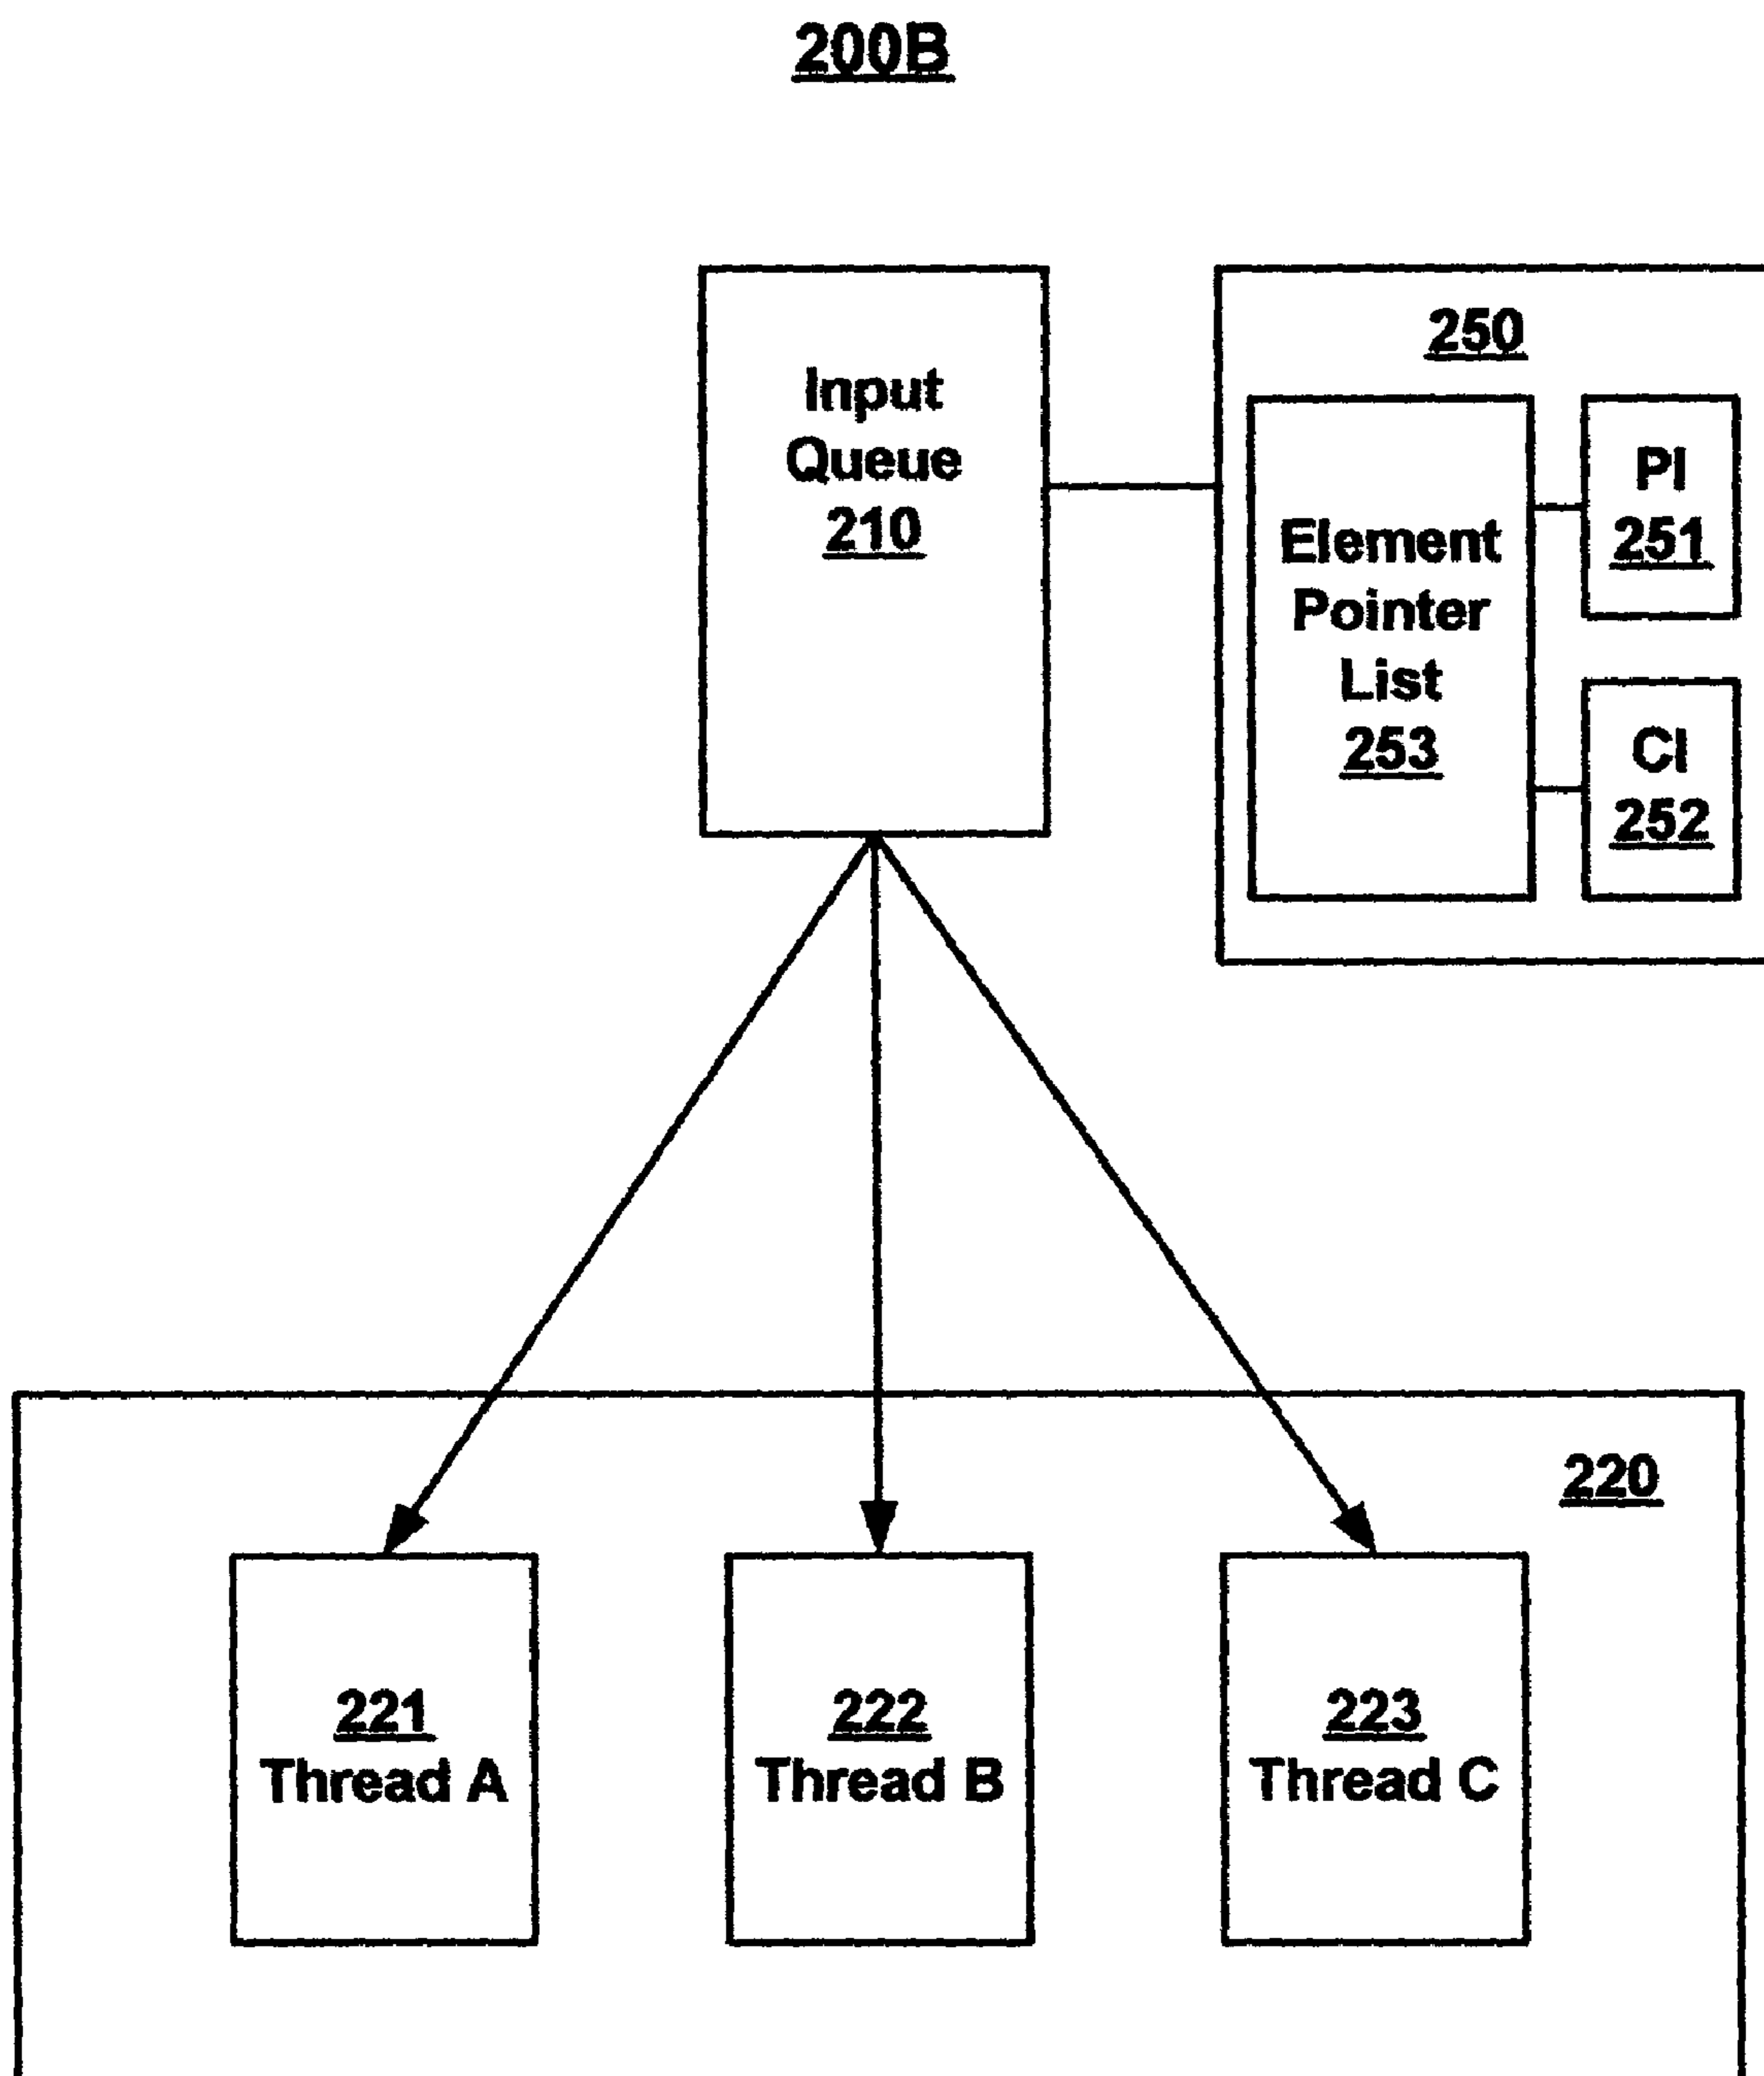 200B
Input
Queue
210
250
Element
Pointer
List
253
PI
251
CI
252
220
221
Thread A
222
Thread B
223
Thread C